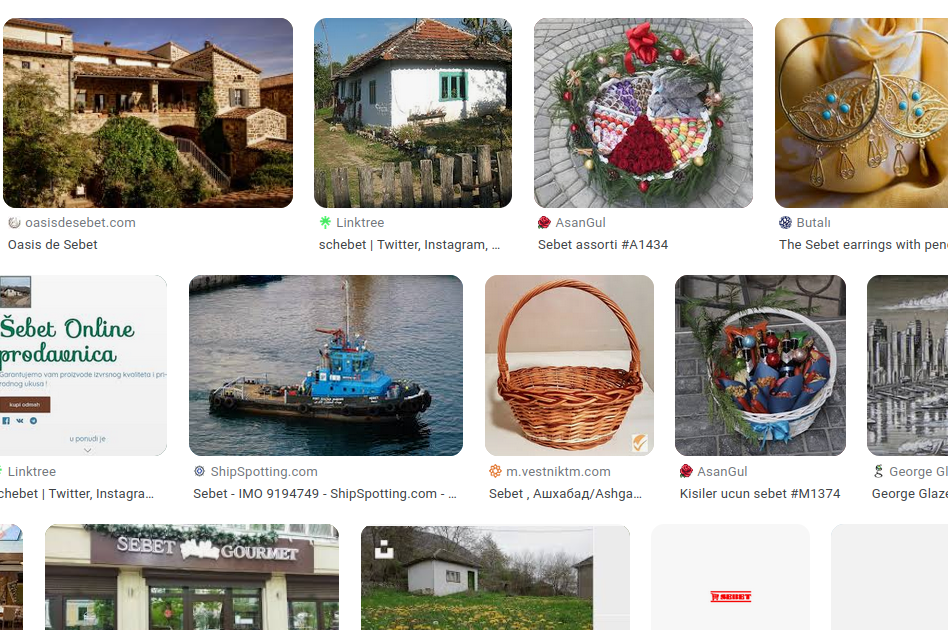 oasisdesebet.com
Oasis de Sebet
Linktree
schebet | Twitter, Instagram, ...
AsanGul
Sebet assorti #A1434
Butalı
The Sebet earrings with pen
Šebet Online
prodavnica
Garantujemo vam proizvode izvrsnog kvaliteta i pri-
rodnog ukusa !
kupi odmah
u ponudi je
Linktree
chebet | Twitter, Instagra...
ShipSpotting.com
Sebet - IMO 9194749 - ShipSpotting.com - ...
m.vestniktm.com
Sebet , Ашхабад/Ashga...
AsanGul
Kisiler ucun sebet #M1374
George Gl
George Glaze
SEBET GOURMET
SEBET